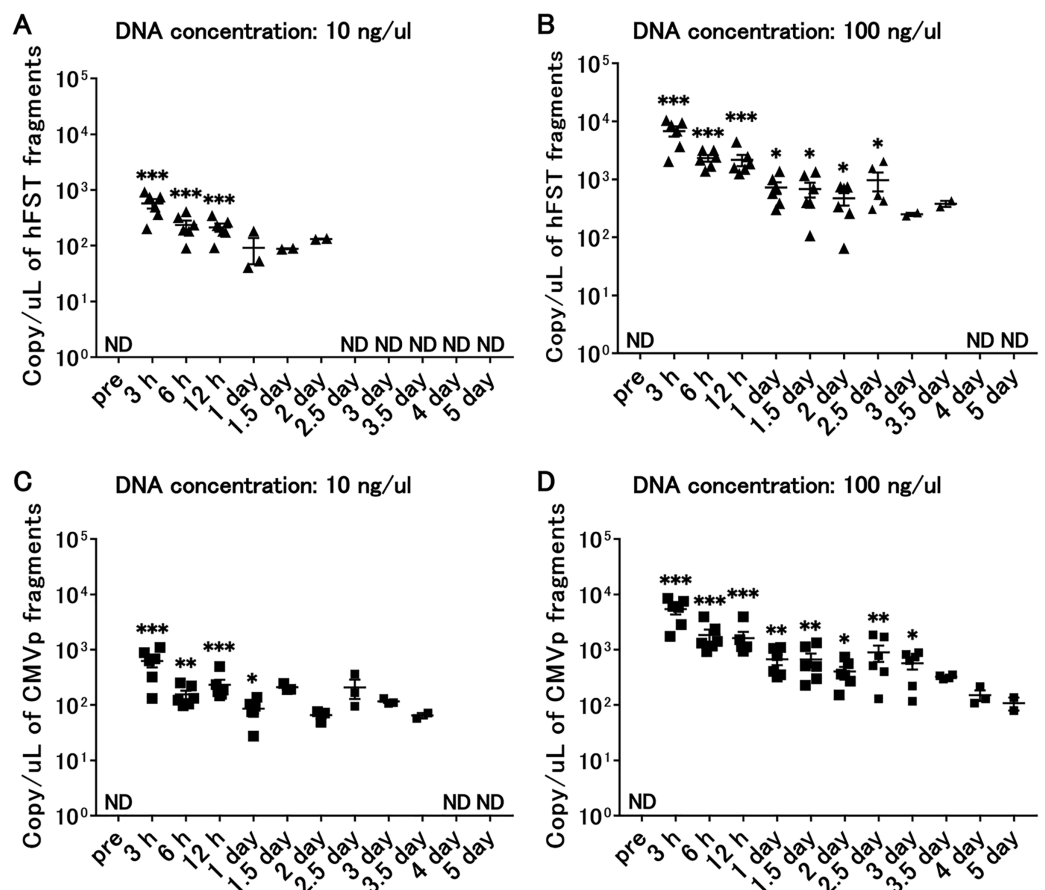 A
DNA concentration: 10 ng/ul
Copy/uL of hFST fragments
10⁵
10⁴
10³
10²
10¹
10⁰
*** *** ***
ND ND ND ND ND ND
pre 3 h 6 h 12 h 1 day 1.5 day 2 day 2.5 day 3 day 3.5 day 4 day 5 day
B
DNA concentration: 100 ng/ul
Copy/uL of hFST fragments
10⁵
10⁴
10³
10²
10¹
10⁰
*** *** *** * * * *
ND ND ND
pre 3 h 6 h 12 h 1 day 1.5 day 2 day 2.5 day 3 day 3.5 day 4 day 5 day
C
DNA concentration: 10 ng/ul
Copy/uL of CMVp fragments
10⁵
10⁴
10³
10²
10¹
10⁰
*** ** *** *
ND ND ND
pre 3 h 6 h 12 h 1 day 1.5 day 2 day 2.5 day 3 day 3.5 day 4 day 5 day
D
DNA concentration: 100 ng/ul
Copy/uL of CMVp fragments
10⁵
10⁴
10³
10²
10¹
10⁰
*** *** *** ** ** * ** *
ND
pre 3 h 6 h 12 h 1 day 1.5 day 2 day 2.5 day 3 day 3.5 day 4 day 5 day